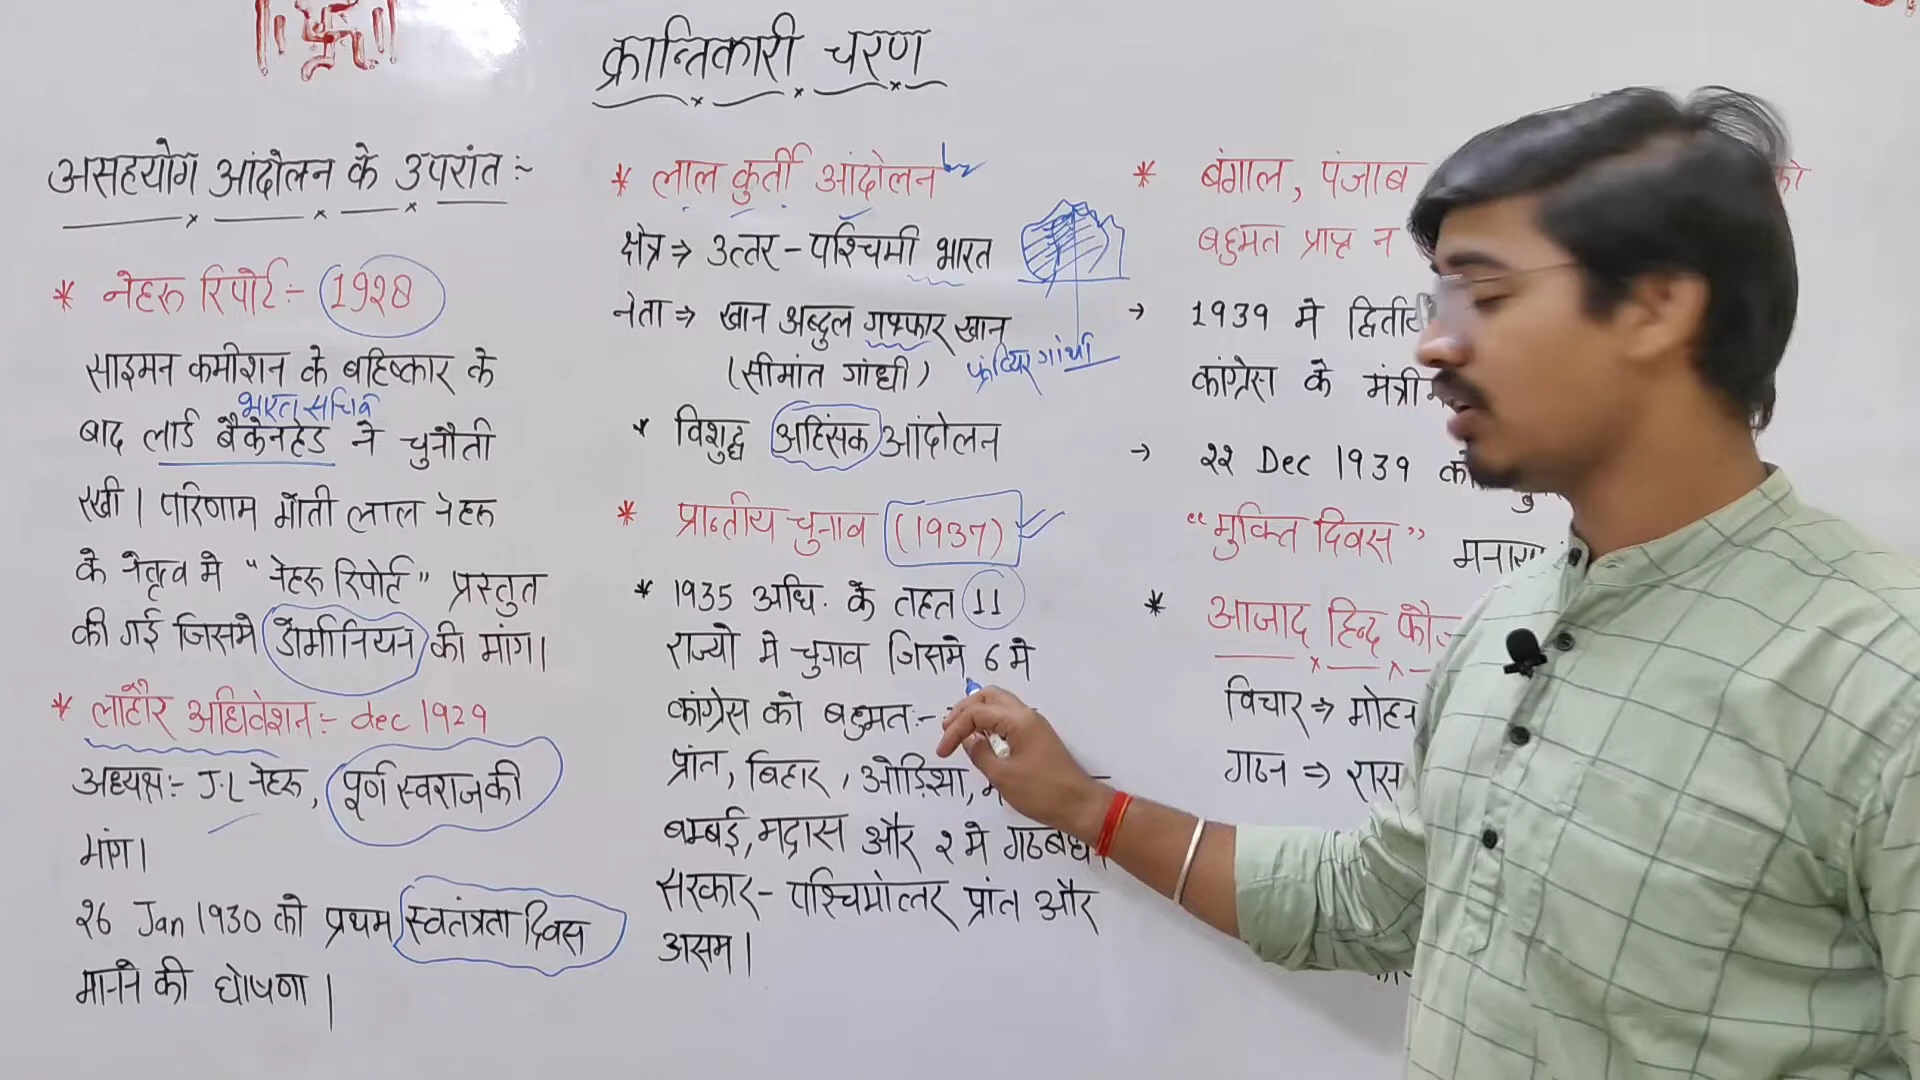 क्रान्तिकारी चरण
असहयोग आंदोलन के उपरांत :-
* नेहरू रिपोर्ट :- 1928
साइमन कमीशन के बहिष्कार के
भारत सचिव
बाद लार्ड बैकेनहेड ने चुनौती
रखी। परिणाम मोती लाल नेहरू
के नेतृत्व मे "नेहरू रिपोर्ट" प्रस्तुत
की गई जिसमे डोमीनियन की मांग।
* लाहौर अधिवेशन :- dec 1929
अध्यक्ष :- J.L नेहरू, पूर्ण स्वराज की
मांग।
26 Jan 1930 को प्रथम स्वतंत्रता दिवस
मानने की घोषणा।
* लाल कुर्ती आंदोलन
क्षेत्र ⇒ उत्तर-पश्चिमी भारत
नेता ⇒ खान अब्दुल गफ्फार खान
(सीमांत गांधी) फ्रंटियर गांधी
* विशुद्ध अहिंसक आंदोलन
* प्रान्तीय चुनाव (1937)
* 1935 अधि. के तहत 11
राज्यो मे चुनाव जिसमे 6 मे
कांग्रेस को बहुमत :-
प्रांत, बिहार, ओड़िशा,
बम्बई, मद्रास और 2 मे गठबंधन
सरकार- पश्चिमोत्तर प्रांत और
असम।
* बंगाल, पंजाब को
बहुमत प्राप्त न
→ 1939 मे
कांग्रेस के
→ 22 Dec 1939 को
"मुक्ति दिवस"
* आजाद हिन्द फौज
विचार ⇒
गठन ⇒ रास